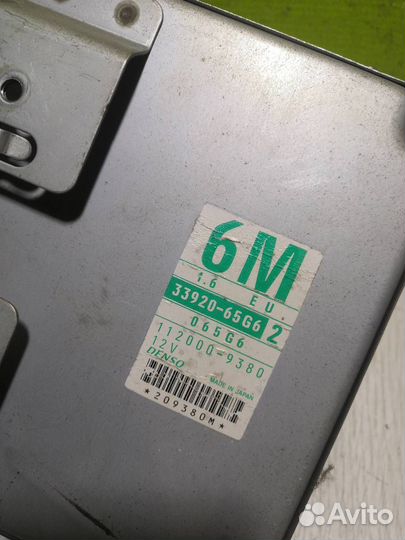 6M
1.6 EU.
33920-65G6 2
065G6
112000-9380
12V
DENSO MADE IN JAPAN
*209380M*
Avito